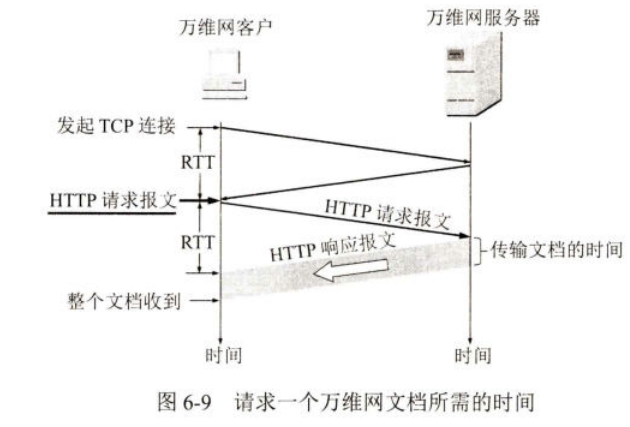 万维网客户
万维网服务器
发起 TCP 连接
RTT
HTTP 请求报文
HTTP 请求报文
RTT
HTTP 响应报文
传输文档的时间
整个文档收到
时间
时间
图 6-9 请求一个万维网文档所需的时间